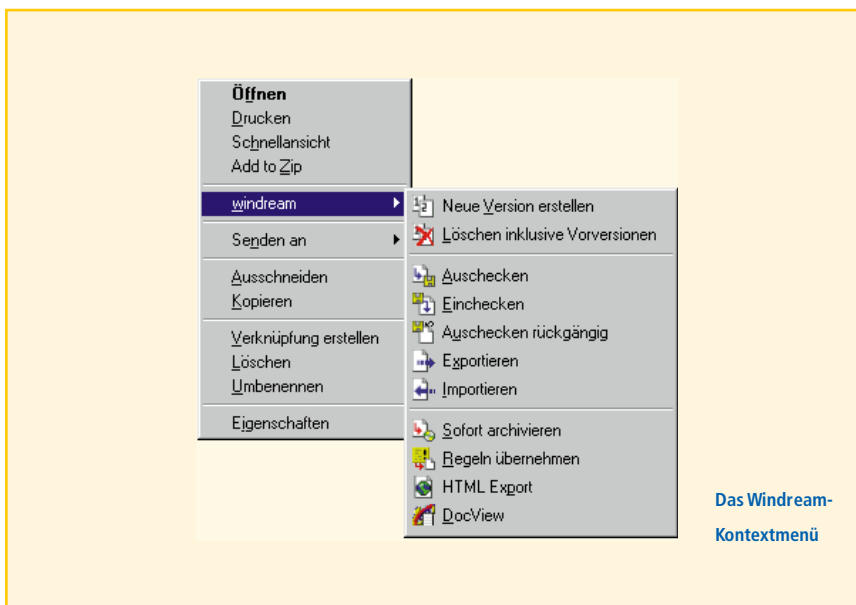 Öffnen
Drucken
Schnellansicht
Add to Zip
windream
Senden an
Ausschneiden
Kopieren
Verknüpfung erstellen
Löschen
Umbenennen
Eigenschaften
Neue Version erstellen
Löschen inklusive Vorversionen
Auschecken
Einchecken
Auschecken rückgängig
Exportieren
Importieren
Sofort archivieren
Regeln übernehmen
HTML Export
DocView
Das Windream-
Kontextmenü